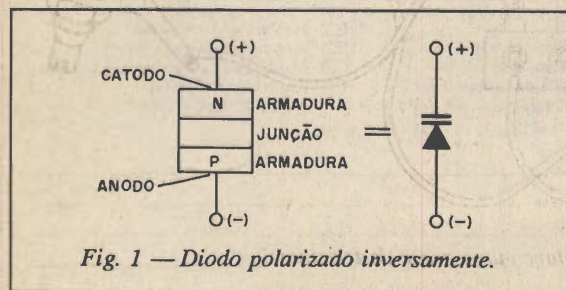 (+)
(+)
CATODO
N
ARMADURA
JUNÇÃO
=
P
ARMADURA
ANODO
(-)
(-)
Fig. 1 — Diodo polarizado inversamente.